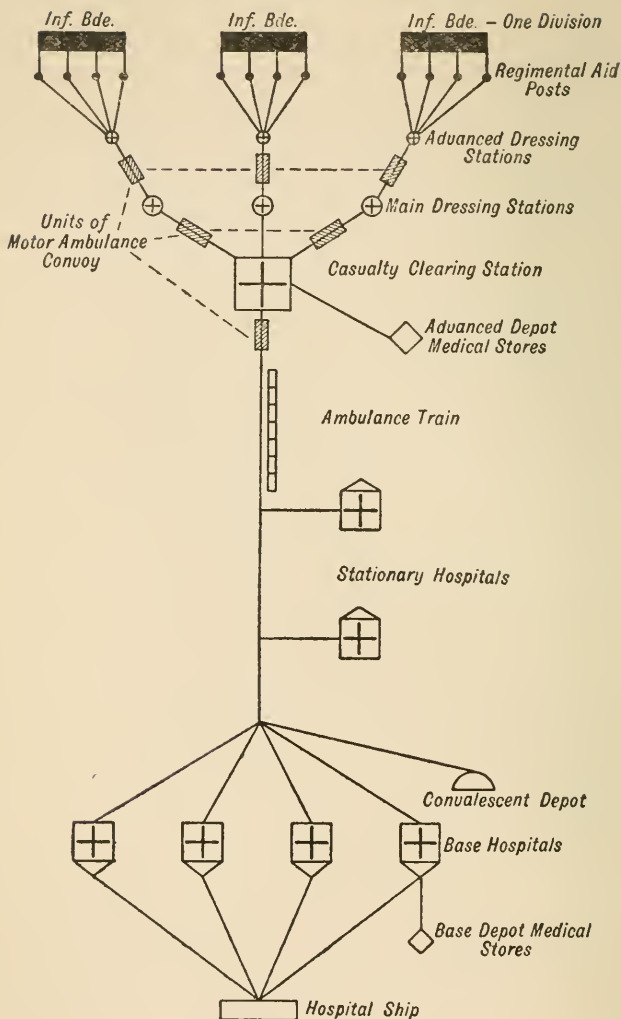 Inf. Bde.
Inf. Bde.
Inf. Bde. – One Division
Regimental Aid
Posts
Advanced Dressing
Stations
Main Dressing Stations
Units of
Motor Ambulance
Convoy
Casualty Clearing Station
Advanced Depot
Medical Stores
Ambulance Train
Stationary Hospitals
Convalescent Depot
Base Hospitals
Base Depot Medical
Stores
Hospital Ship